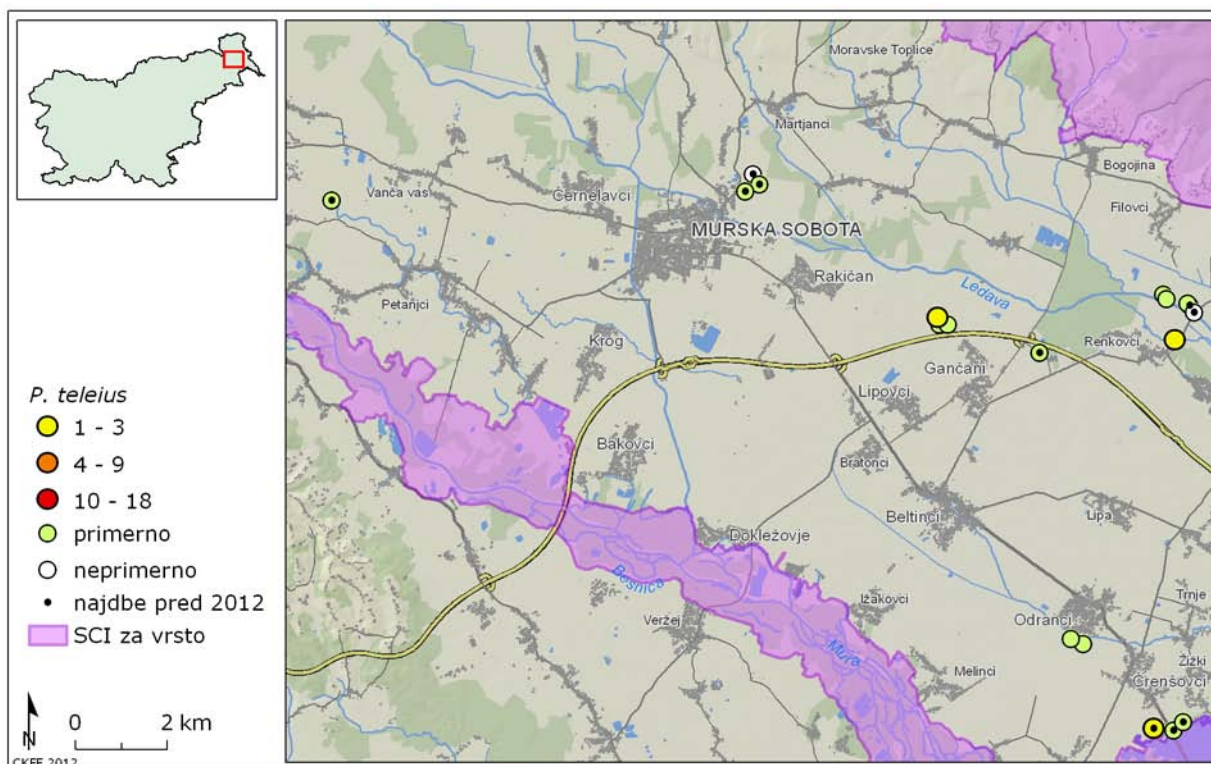 P. teleius
1 - 3
4 - 9
10 - 18
primerno
neprimerno
najdbe pred 2012
SCI za vrsto
N
0 2 km
CKFF 2012
Moravske Toplice
Martjanci
Bogojina
Vanča vas
Černelavci
Filovci
MURSKA SOBOTA
Rakičan
Ledava
Petanjci
Krog
Renkovci
Gančani
Lipovci
Bakovci
Bratonci
Beltinci
Lipa
Dokležovje
Besnica
Ižakovci
Trnje
Odranci
Veržej
Mura
Melinci
Žižki
Črenšovci